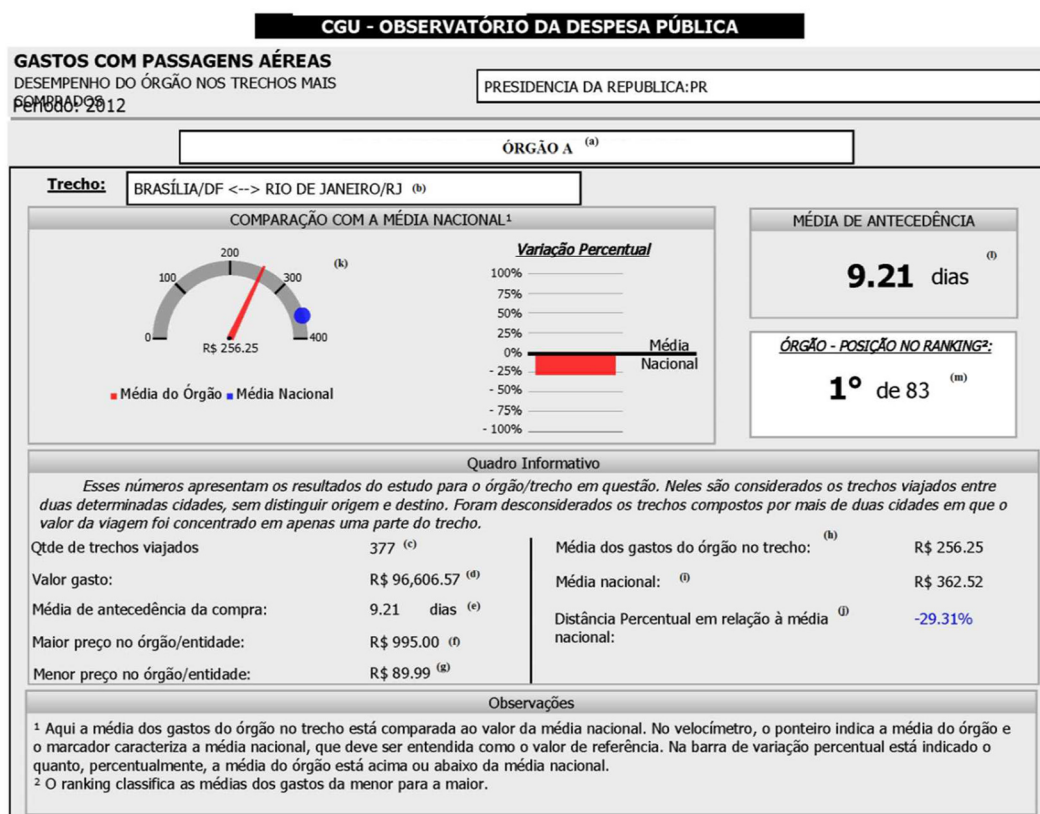 CGU - OBSERVATÓRIO DA DESPESA PÚBLICA
GASTOS COM PASSAGENS AÉREAS
DESEMPENHO DO ÓRGÃO NOS TRECHOS MAIS
COMPRADOS
Período: 2012
PRESIDENCIA DA REPUBLICA:PR
ÓRGÃO A (a)
Trecho: BRASÍLIA/DF <--> RIO DE JANEIRO/RJ (b)
COMPARAÇÃO COM A MÉDIA NACIONAL¹
0
100
200
300
400
(k)
R$ 256.25
Média do Órgão Média Nacional
Variação Percentual
100%
75%
50%
25%
0%
- 25%
- 50%
- 75%
- 100%
Média
Nacional
MÉDIA DE ANTECEDÊNCIA
9.21 dias (l)
ÓRGÃO - POSIÇÃO NO RANKING²:
1° de 83 (m)
Quadro Informativo
Esses números apresentam os resultados do estudo para o órgão/trecho em questão. Neles são considerados os trechos viajados entre
duas determinadas cidades, sem distinguir origem e destino. Foram desconsiderados os trechos compostos por mais de duas cidades em que o
valor da viagem foi concentrado em apenas uma parte do trecho.
Qtde de trechos viajados 377 (c)
Valor gasto: R$ 96,606.57 (d)
Média de antecedência da compra: 9.21 dias (e)
Maior preço no órgão/entidade: R$ 995.00 (f)
Menor preço no órgão/entidade: R$ 89.99 (g)
Média dos gastos do órgão no trecho: (h) R$ 256.25
Média nacional: (i) R$ 362.52
Distância Percentual em relação à média (j) -29.31%
nacional:
Observações
¹ Aqui a média dos gastos do órgão no trecho está comparada ao valor da média nacional. No velocímetro, o ponteiro indica a média do órgão e
o marcador caracteriza a média nacional, que deve ser entendida como o valor de referência. Na barra de variação percentual está indicado o
quanto, percentualmente, a média do órgão está acima ou abaixo da média nacional.
² O ranking classifica as médias dos gastos da menor para a maior.